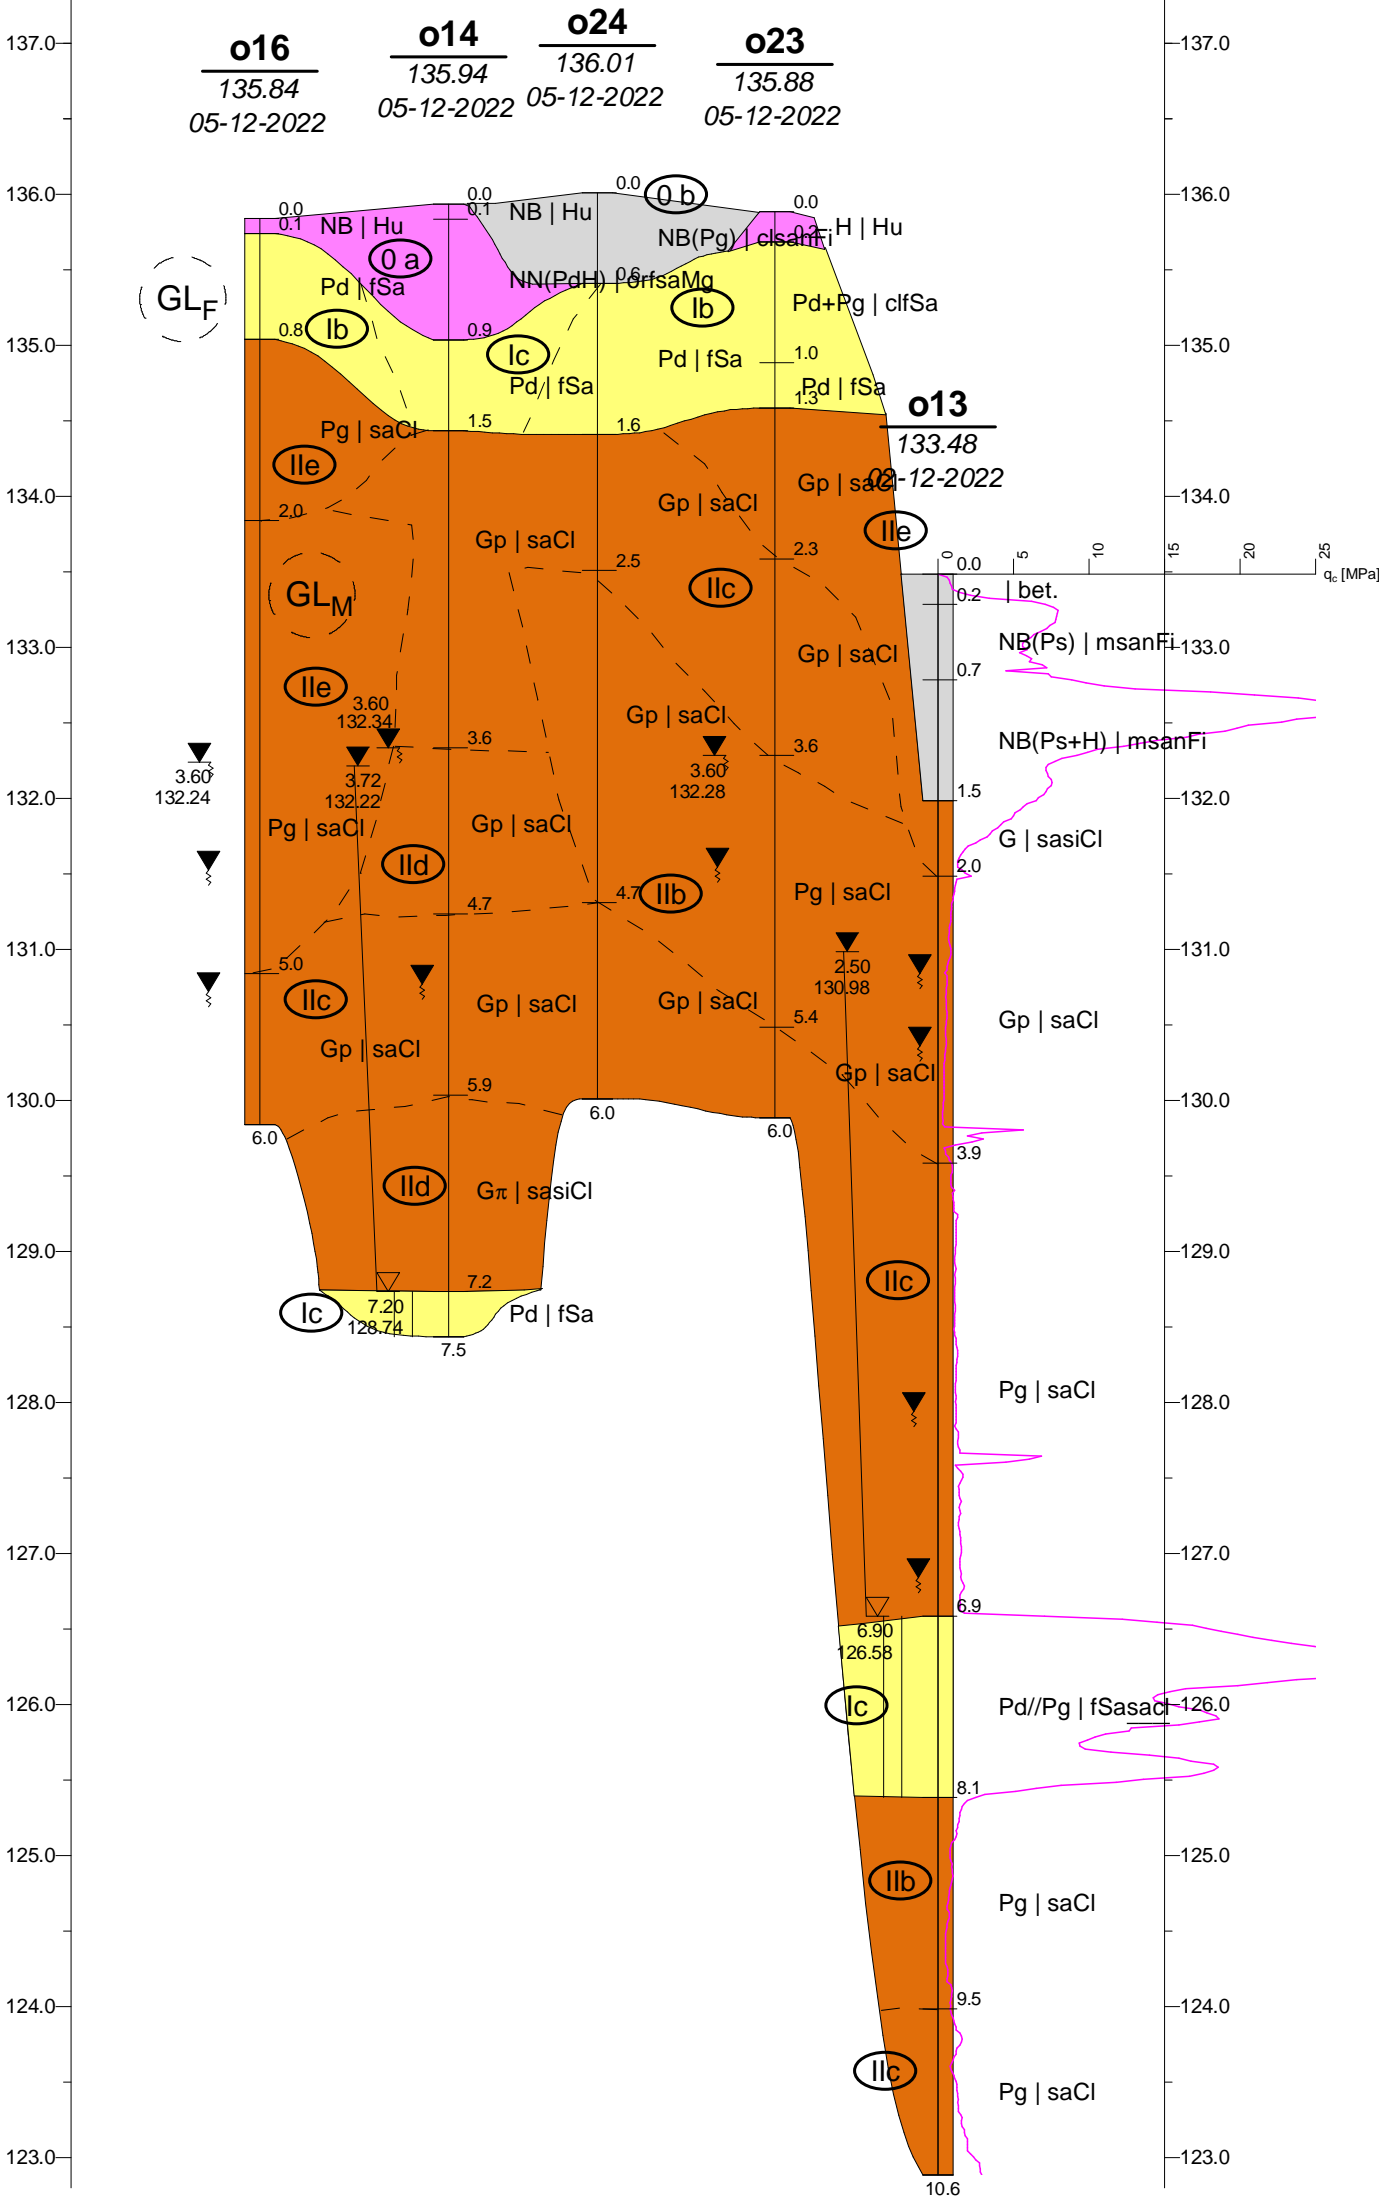 137.0
137.0
o16
135.84
05-12-2022
o14
135.94
05-12-2022
o24
136.01
05-12-2022
o23
135.88
05-12-2022
136.0
136.0
0.0
0.1
0.0
0.1
0.0
0 b
0.0
0.2
NB | Hu
NB | Hu
NB(Pg) | clsanFi
H | Hu
0 a
GLF
Pd | fSa
NN(PdH) | orfsaMg
0.6
Ib
Ib
Pd+Pg | clfSa
135.0
135.0
0.8
0.9
Ic
Pd | fSa
Pd | fSa
1.0
Pd | fSa
1.3
o13
133.48
02-12-2022
Pg | saCl
1.5
1.6
IIe
134.0
134.0
2.0
Gp | saCl
Gp | saCl
Gp | saCl
IIe
2.3
2.5
IIc
GLM
0
5
10
15
20
25
qc [MPa]
0.0
0.2
| bet.
133.0
133.0
NB(Ps) | msanFi
0.7
Gp | saCl
IIe
3.60
132.34
3.6
Gp | saCl
3.6
NB(Ps+H) | msanFi
3.60
132.24
3.72
132.22
3.60
132.28
132.0
132.0
1.5
Pg | saCl
Gp | saCl
G | sasiCl
IId
2.0
IIb
Pg | saCl
4.7
4.7
131.0
131.0
5.0
2.50
130.98
IIc
Gp | saCl
Gp | saCl
5.4
Gp | saCl
Gp | saCl
Gp | saCl
130.0
130.0
5.9
6.0
6.0
6.0
3.9
IId
Gπ | sasiCl
129.0
129.0
7.2
IIc
Ic
7.20
128.74
Pd | fSa
7.5
Pg | saCl
128.0
128.0
127.0
127.0
6.9
6.90
126.58
Ic
Pd//Pg | fSasacl
126.0
126.0
8.1
125.0
125.0
IIb
Pg | saCl
124.0
124.0
9.5
IIc
Pg | saCl
123.0
123.0
10.6